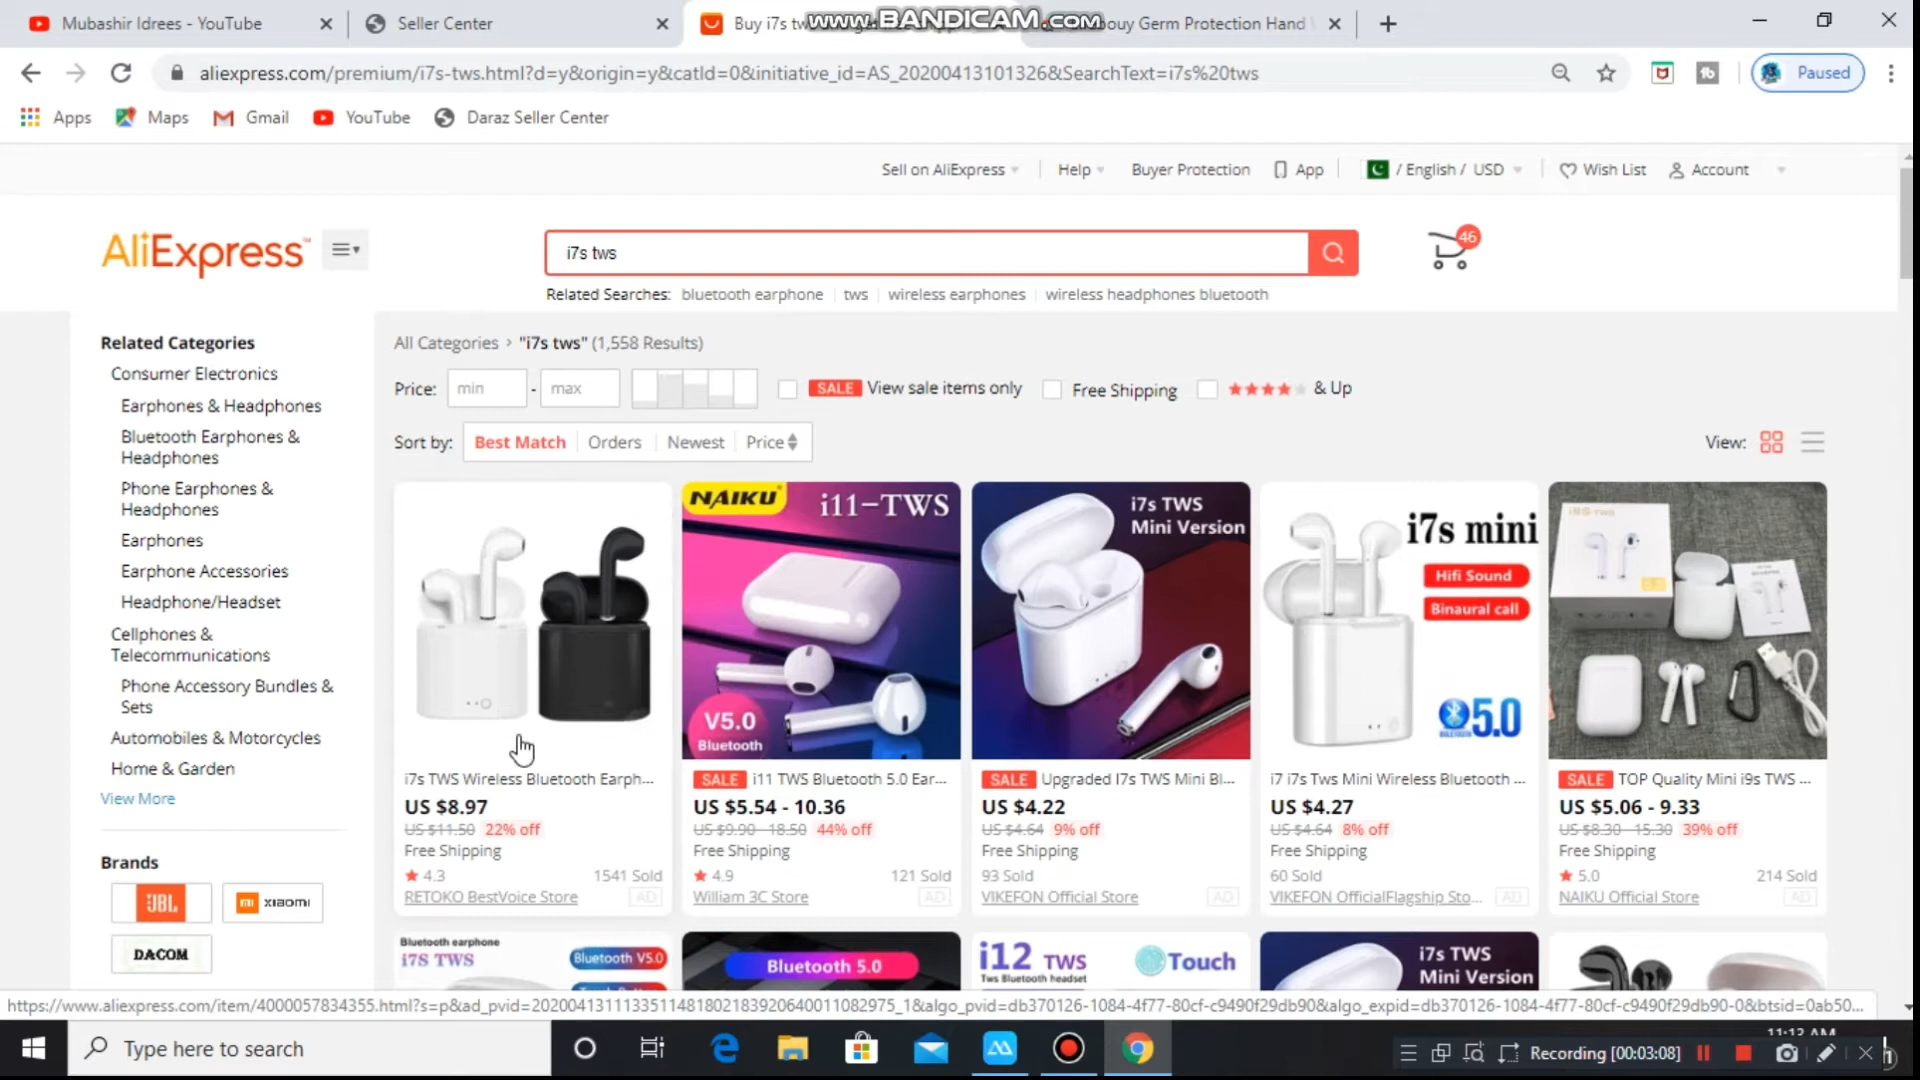 Mubashir Idrees - YouTube
Seller Center
Buy i7s tw
www.BANDICAM.com
bouy Germ Protection Hand
aliexpress.com/premium/i7s-tws.html?d=y&origin=y&catId=0&initiative_id=AS_20200413101326&SearchText=i7s%20tws
Paused
Apps
Maps
Gmail
YouTube
Daraz Seller Center
Sell on AliExpress
Help
Buyer Protection
App
/ English / USD
Wish List
Account
AliExpress™
i7s tws
46
Related Searches: bluetooth earphone tws wireless earphones wireless headphones bluetooth
Related Categories
Consumer Electronics
Earphones & Headphones
Bluetooth Earphones &
Headphones
Phone Earphones &
Headphones
Earphones
Earphone Accessories
Headphone/Headset
Cellphones &
Telecommunications
Phone Accessory Bundles &
Sets
Automobiles & Motorcycles
Home & Garden
View More
Brands
JBL
mi xiaomi
DACOM
All Categories > "i7s tws" (1,558 Results)
Price: min - max SALE View sale items only Free Shipping & Up
Sort by: Best Match Orders Newest Price
View:
i7s TWS Wireless Bluetooth Earph...
US $8.97
US $11.50 22% off
Free Shipping
4.3 1541 Sold
RETOKO BestVoice Store AD
NAIKU
i11-TWS
V5.0
Bluetooth
SALE i11 TWS Bluetooth 5.0 Ear...
US $5.54 - 10.36
US $9.90 - 18.50 44% off
Free Shipping
4.9 121 Sold
William 3C Store AD
i7s TWS
Mini Version
SALE Upgraded I7s TWS Mini Bl...
US $4.22
US $4.64 9% off
Free Shipping
93 Sold
VIKEFON Official Store AD
i7s mini
Hifi Sound
Binaural call
5.0
i7 i7s Tws Mini Wireless Bluetooth ...
US $4.27
US $4.64 8% off
Free Shipping
60 Sold
VIKEFON OfficialFlagship Sto... AD
i9S-TWS
SALE TOP Quality Mini i9s TWS ...
US $5.06 - 9.33
US $8.30 - 15.30 39% off
Free Shipping
5.0 214 Sold
NAIKU Official Store AD
Bluetooth earphone
i7S TWS
Bluetooth V5.0
Bluetooth 5.0
i12 TWS
Tws Bluetooth headset
Touch
i7s TWS
Mini Version
https://www.aliexpress.com/item/4000057834355.html?s=p&ad_pvid=202004131113351148180218392064001108​2975_1&algo_pvid=db370126-1084-4f77-80cf-c9490f29db90&algo_expid=db370126-1084-4f77-80cf-c9490f29db90-0&btsid=0ab50...
Type here to search
11:13 AM
Recording [00:03:08]